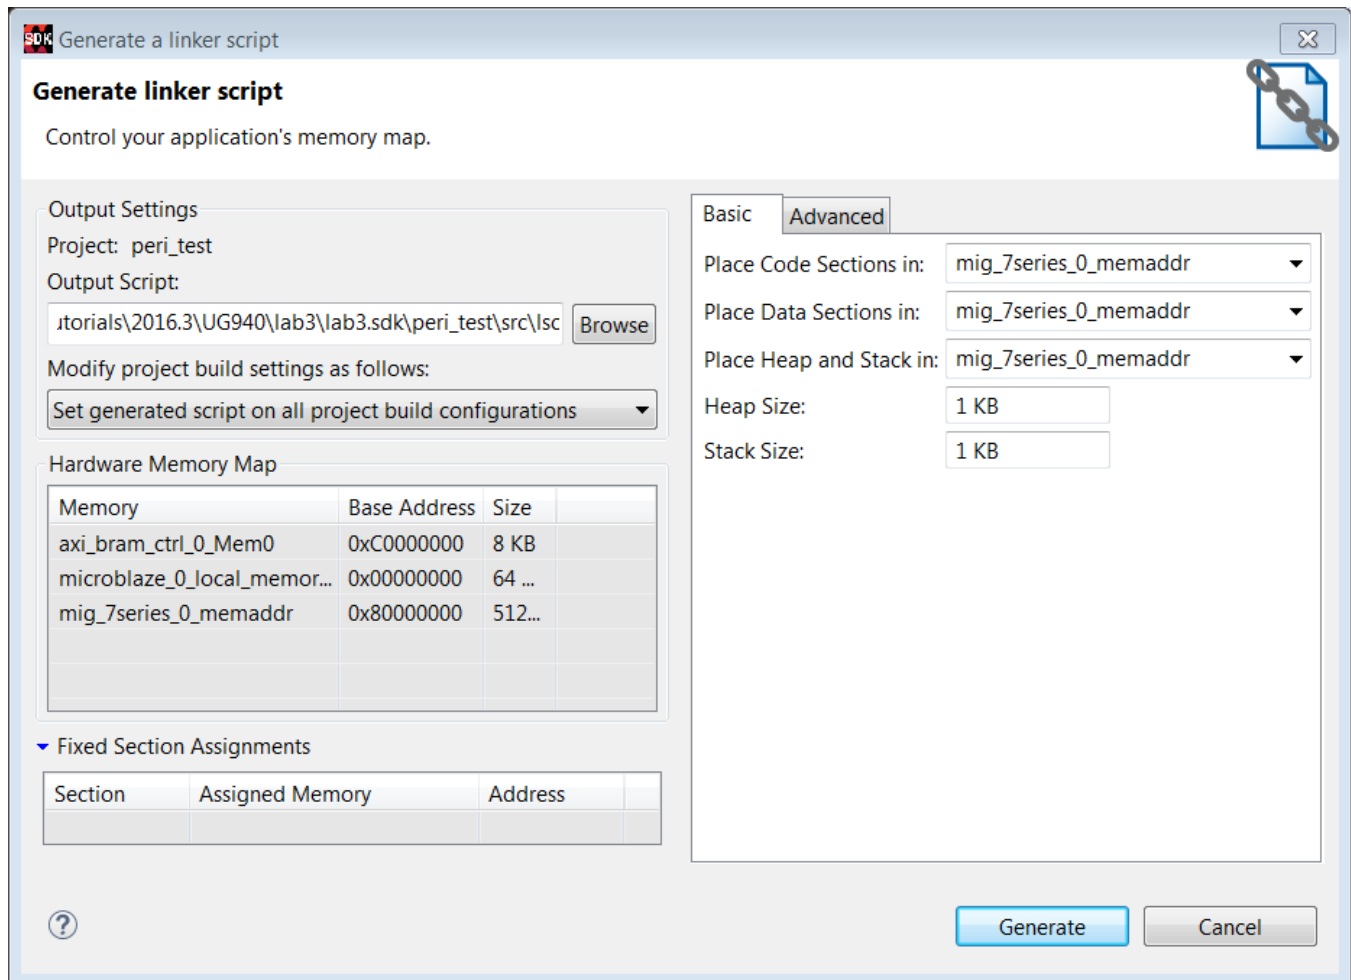 SDK Generate a linker script
Generate linker script
Control your application's memory map.
Output Settings
Project: peri_test
Output Script:
torials\2016.3\UG940\lab3\lab3.sdk\peri_test\src\lsc
Browse
Modify project build settings as follows:
Set generated script on all project build configurations
Hardware Memory Map
Memory Base Address Size
axi_bram_ctrl_0_Mem0 0xC0000000 8 KB
microblaze_0_local_memor... 0x00000000 64 ...
mig_7series_0_memaddr 0x80000000 512...
Fixed Section Assignments
Section Assigned Memory Address
Basic Advanced
Place Code Sections in: mig_7series_0_memaddr
Place Data Sections in: mig_7series_0_memaddr
Place Heap and Stack in: mig_7series_0_memaddr
Heap Size: 1 KB
Stack Size: 1 KB
?
Generate Cancel